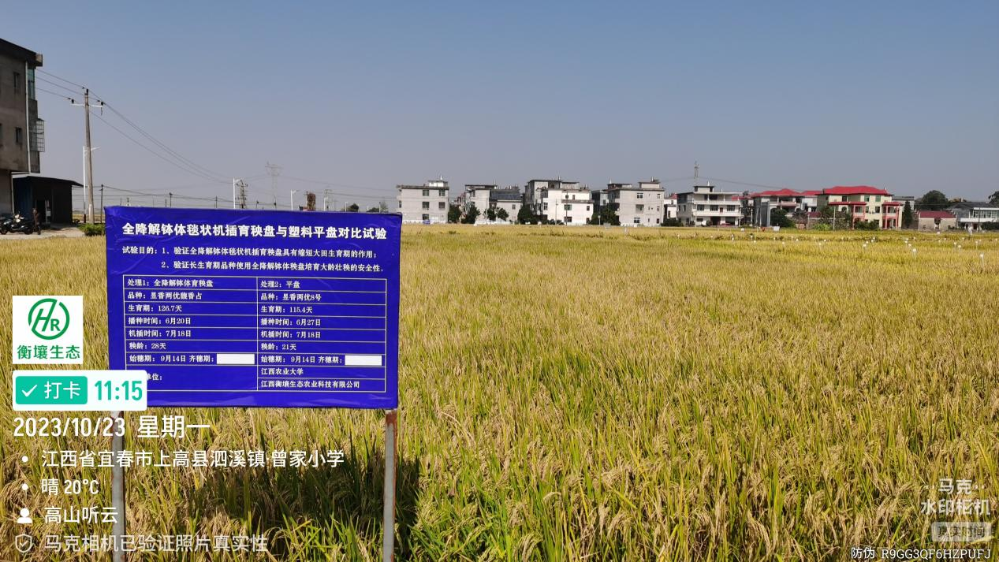 全降解钵体毯状机插育秧盘与塑料平盘对比试验
试验目的：1、验证全降解钵体毯状机插育秧盘具有缩短大田生育期的作用；
2、验证长生育期品种使用全降解钵体秧盘培育大龄壮秧的安全性。
处理1：全降解钵体育秧盘
处理2：平盘
品种：昱香两优馥香占
品种：昱香两优8号
生育期：126.7天
生育期：115.4天
播种时间：6月20日
播种时间：6月27日
机插时间：7月18日
机插时间：7月18日
秧龄：28天
秧龄：21天
始穗期：9月14日 齐穗期：
始穗期：9月14日 齐穗期：
单位：
江西农业大学
江西衡壤生态农业科技有限公司
HR
衡壤生态
打卡 11:15
2023/10/23 星期一
江西省宜春市上高县泗溪镇·曾家小学
晴 20℃
高山听云
马克相机已验证照片真实性
马克
水印相机
真实时间
防伪 R9GG3QF6HZPUFJ